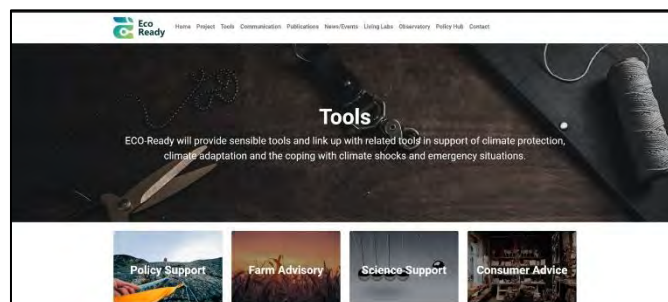 Eco
Ready
Home Project Tools Communication Publications News/Events Living Labs Observatory Policy Hub Contact
Tools
ECO-Ready will provide sensible tools and link up with related tools in support of climate protection,
climate adaptation and the coping with climate shocks and emergency situations.
Policy Support Farm Advisory Science Support Consumer Advice